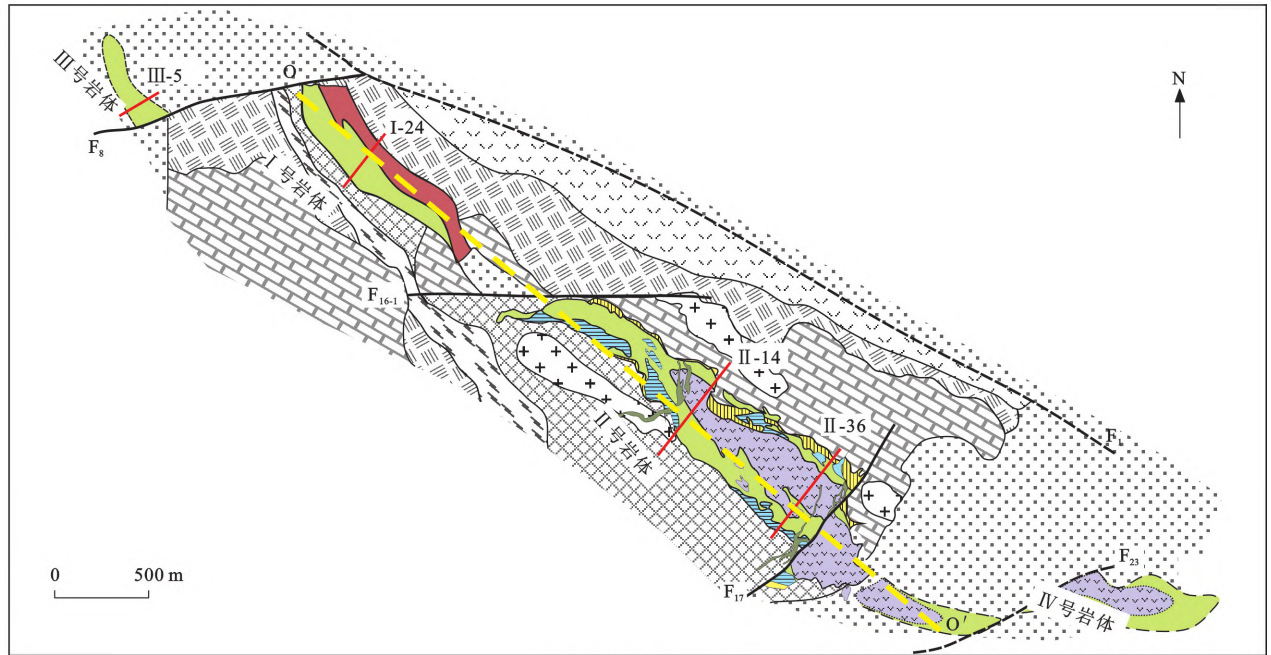 N
Ⅲ-5
Ⅲ号岩体
O
F8
Ⅰ-24
Ⅰ号岩体
F16-1
Ⅱ-14
Ⅱ-36
Ⅱ号岩体
F1
0 500 m
F17
F23
Ⅳ号岩体
O′